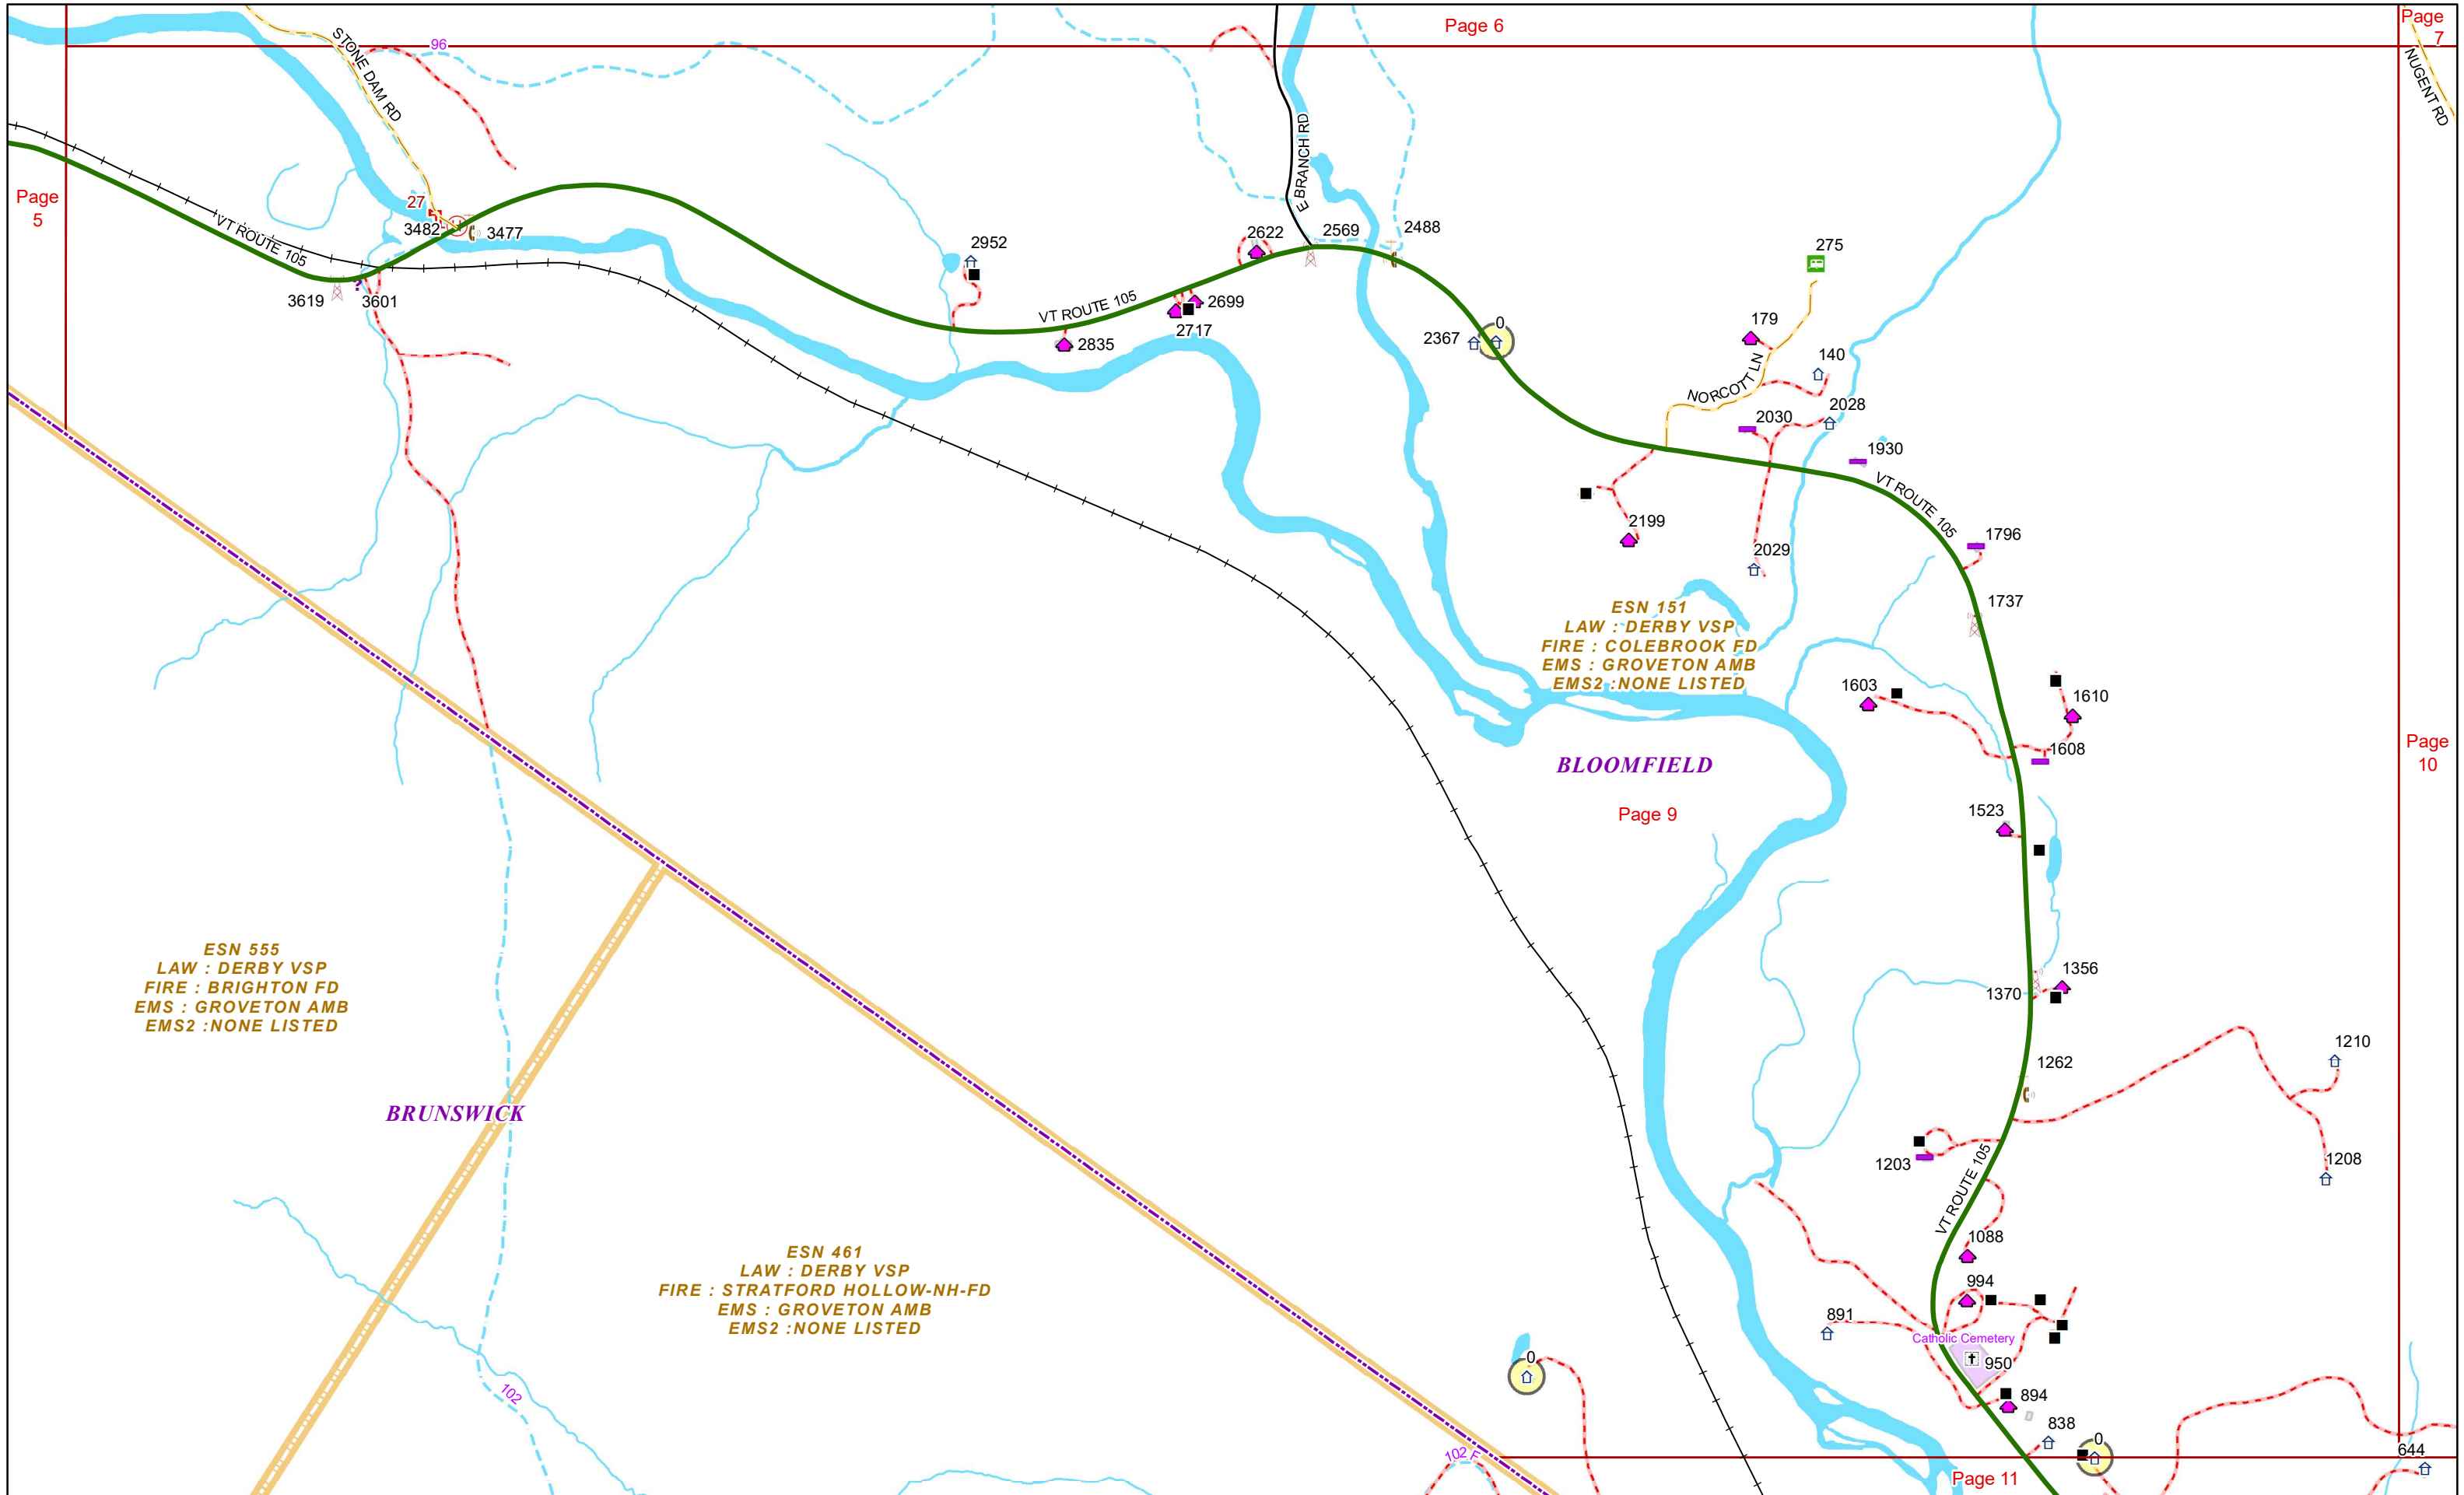 Page 6
Page
7
96
STONE DAM RD
NUGENT RD
E BRANCH RD
Page
5
27
3482
3477
VT ROUTE 105
3619
3601
2952
2622
2569
2488
275
VT ROUTE 105
2699
2717
2835
2367
0
179
140
NORCOTT LN
2028
2030
1930
VT ROUTE 105
2199
2029
1796
1737
ESN 151
LAW : DERBY VSP
FIRE : COLEBROOK FD
EMS : GROVETON AMB
EMS2 :NONE LISTED
1603
1610
1608
BLOOMFIELD
Page
10
Page 9
1523
ESN 555
LAW : DERBY VSP
FIRE : BRIGHTON FD
EMS : GROVETON AMB
EMS2 :NONE LISTED
1356
1370
1262
1210
BRUNSWICK
1203
1208
VT ROUTE 105
1088
ESN 461
LAW : DERBY VSP
FIRE : STRATFORD HOLLOW-NH-FD
EMS : GROVETON AMB
EMS2 :NONE LISTED
994
891
Catholic Cemetery
950
0
102
894
838
0
644
102 F
Page 11